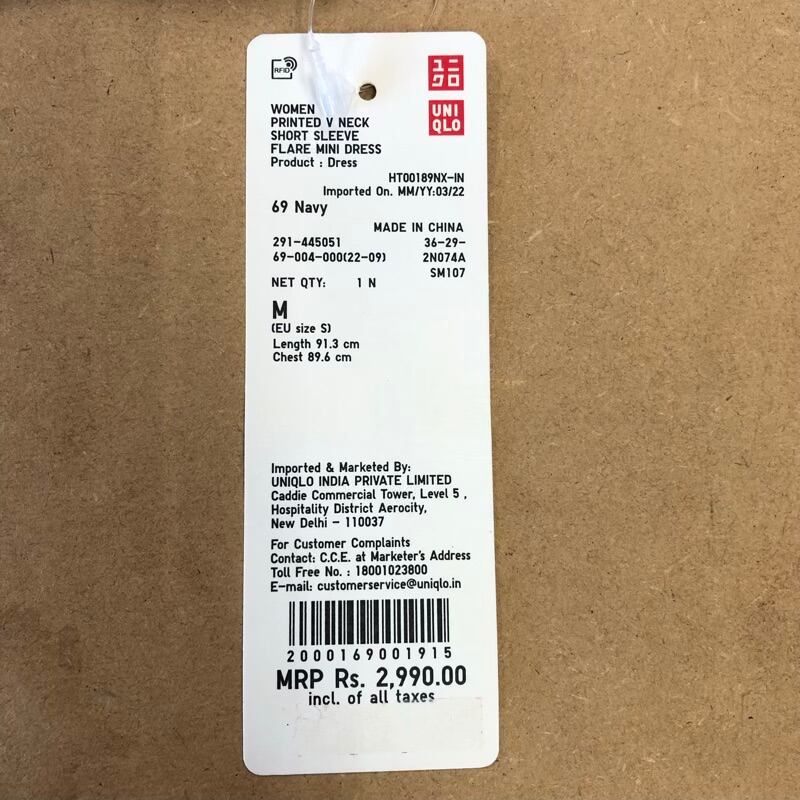 RFID
ユニ
クロ
UNI
QLO
WOMEN
PRINTED V NECK
SHORT SLEEVE
FLARE MINI DRESS
Product : Dress
HT00189NX-IN
Imported On. MM/YY:03/22
69 Navy
MADE IN CHINA
291-445051 36-29-
69-004-000(22-09) 2N074A
SM107
NET QTY: 1 N
M
(EU size S)
Length 91.3 cm
Chest 89.6 cm
Imported & Marketed By:
UNIQLO INDIA PRIVATE LIMITED
Caddie Commercial Tower, Level 5 ,
Hospitality District Aerocity,
New Delhi - 110037
For Customer Complaints
Contact: C.C.E. at Marketer's Address
Toll Free No. : 18001023800
E-mail: customerservice@uniqlo.in
2000169001915
MRP Rs. 2,990.00
incl. of all taxes